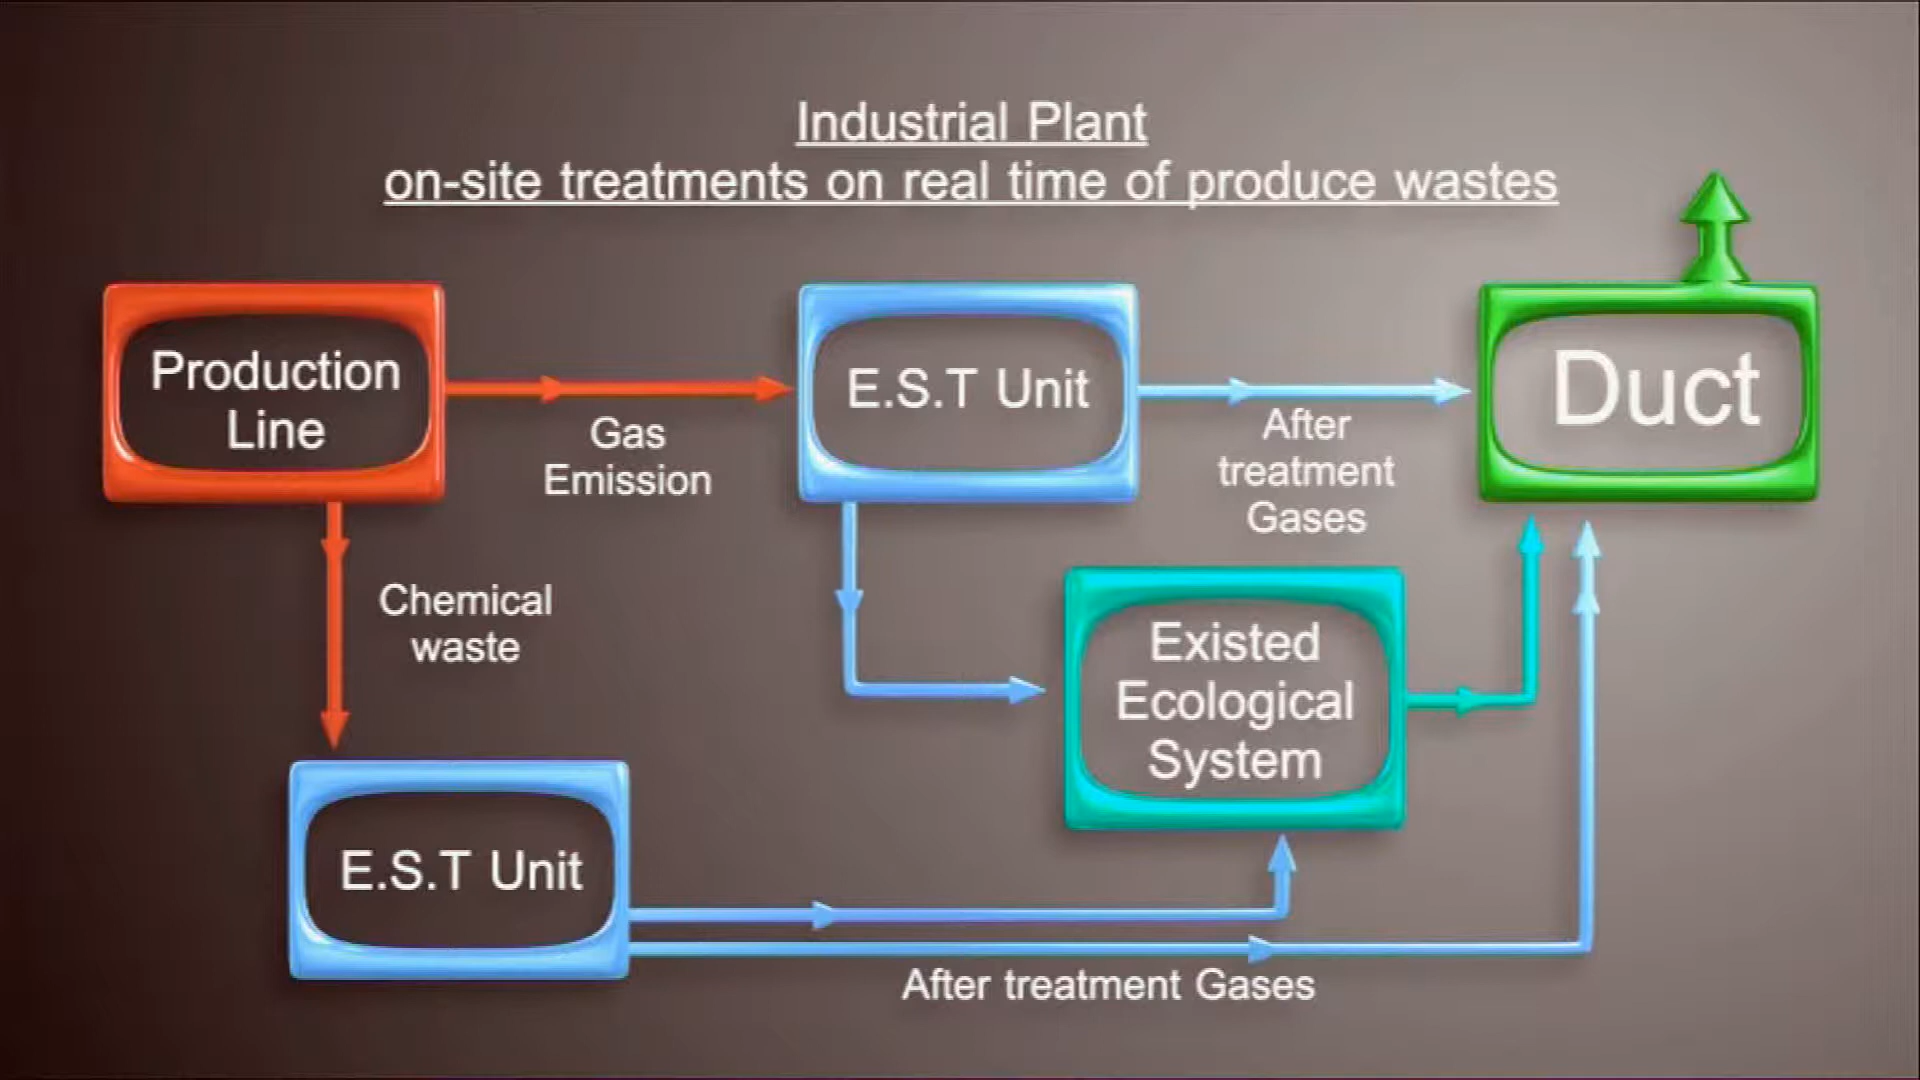 Industrial Plant
on-site treatments on real time of produce wastes
Production
Line
Gas
Emission
E.S.T Unit
After
treatment
Gases
Duct
Chemical
waste
Existed
Ecological
System
E.S.T Unit
After treatment Gases